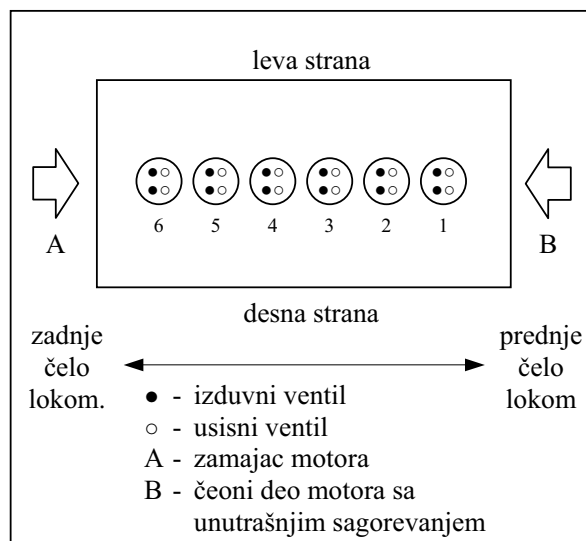 leva strana
A
B
6 5 4 3 2 1
desna strana
zadnje
čelo
lokom.
prednje
čelo
lokom
● - izduvni ventil
○ - usisni ventil
A - zamajac motora
B - čeoni deo motora sa
unutrašnjim sagorevanjem